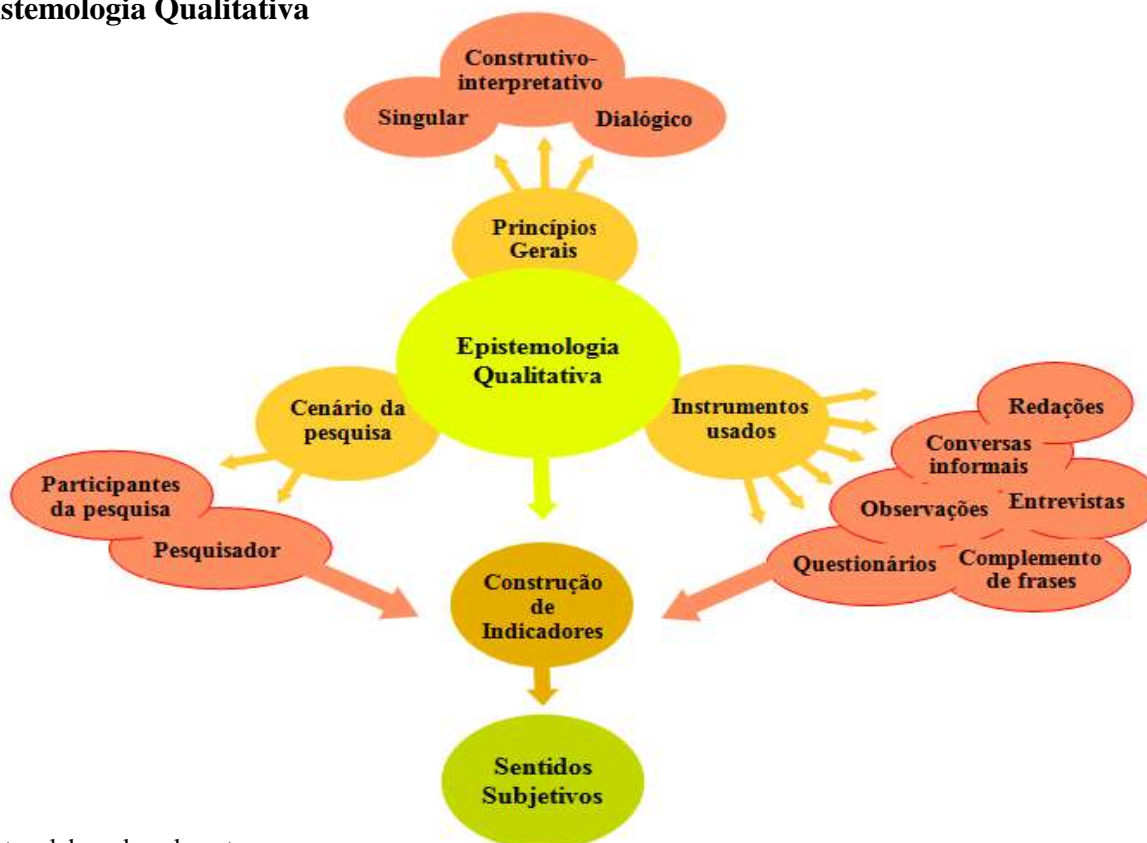 Epistemologia Qualitativa
Construtivo-
interpretativo
Singular
Dialógico
Princípios
Gerais
Epistemologia
Qualitativa
Cenário da
pesquisa
Instrumentos
usados
Redações
Conversas
informais
Participantes
da pesquisa
Observações
Entrevistas
Pesquisador
Questionários
Complemento
de frases
Construção
de
Indicadores
Sentidos
Subjetivos